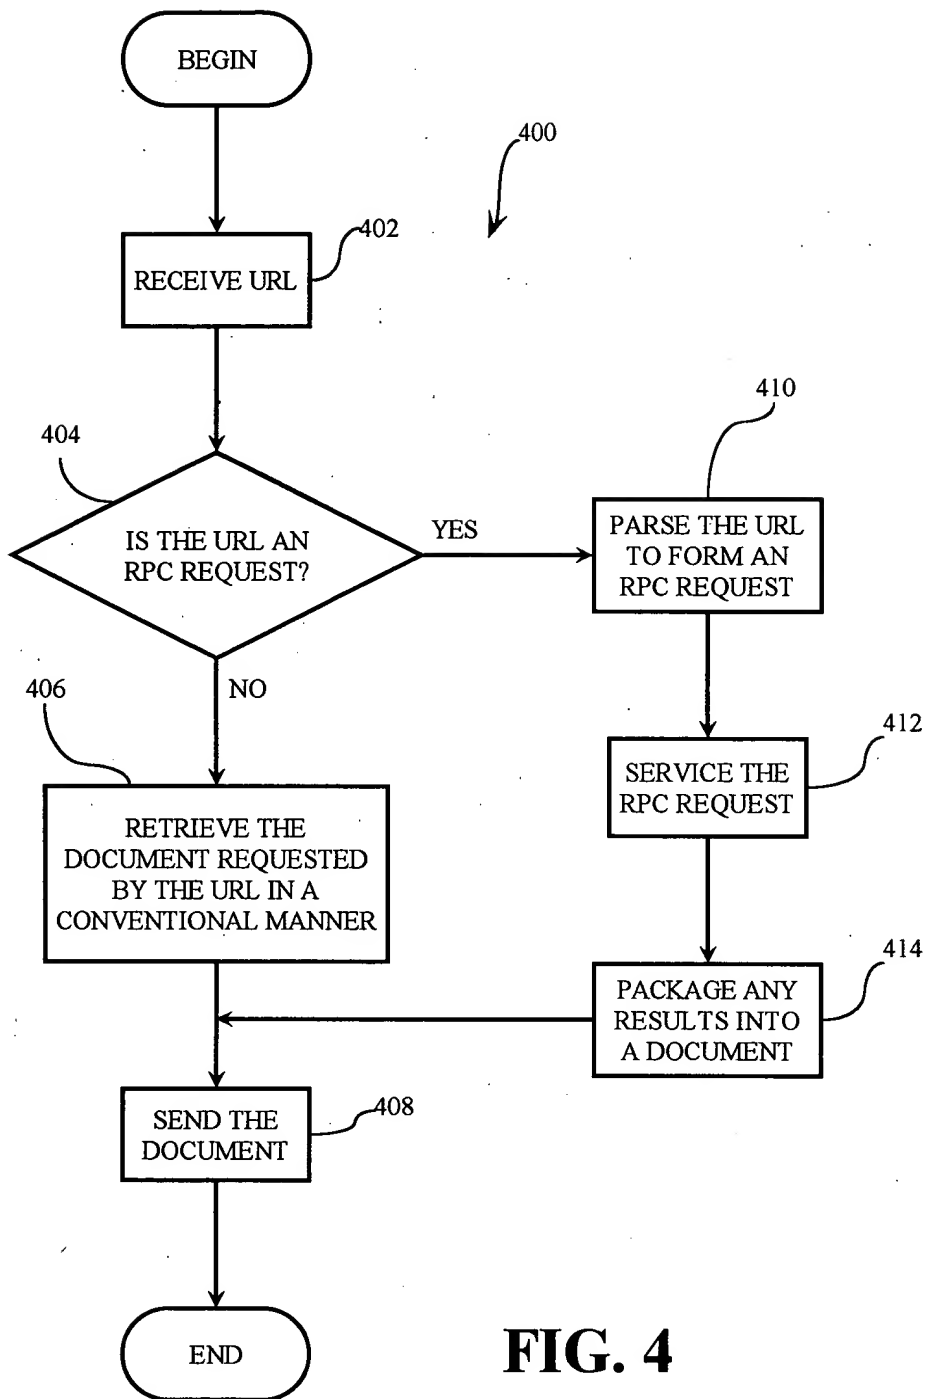 BEGIN
400
402
RECEIVE URL
410
404
IS THE URL AN
RPC REQUEST?
YES
PARSE THE URL
TO FORM AN
RPC REQUEST
NO
406
412
SERVICE THE
RPC REQUEST
RETRIEVE THE
DOCUMENT REQUESTED
BY THE URL IN A
CONVENTIONAL MANNER
414
PACKAGE ANY
RESULTS INTO
A DOCUMENT
408
SEND THE
DOCUMENT
END
FIG. 4